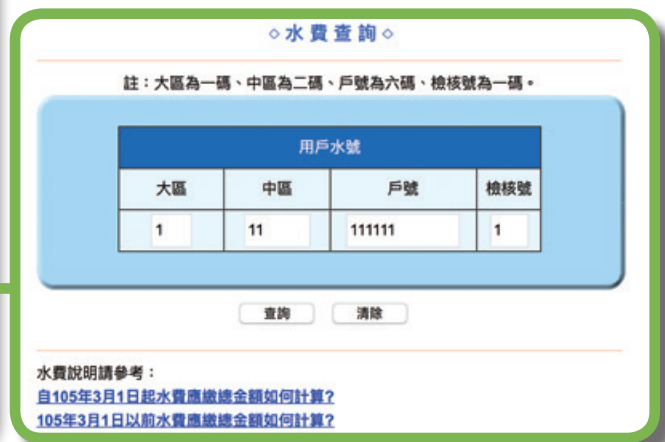 ◇水費查詢◇
註：大區為一碼、中區為二碼、戶號為六碼、檢核號為一碼。
用戶水號
大區 中區 戶號 檢核號
1 11 111111 1
查詢 清除
水費說明請參考：
自105年3月1日起水費應繳總金額如何計算?
105年3月1日以前水費應繳總金額如何計算?